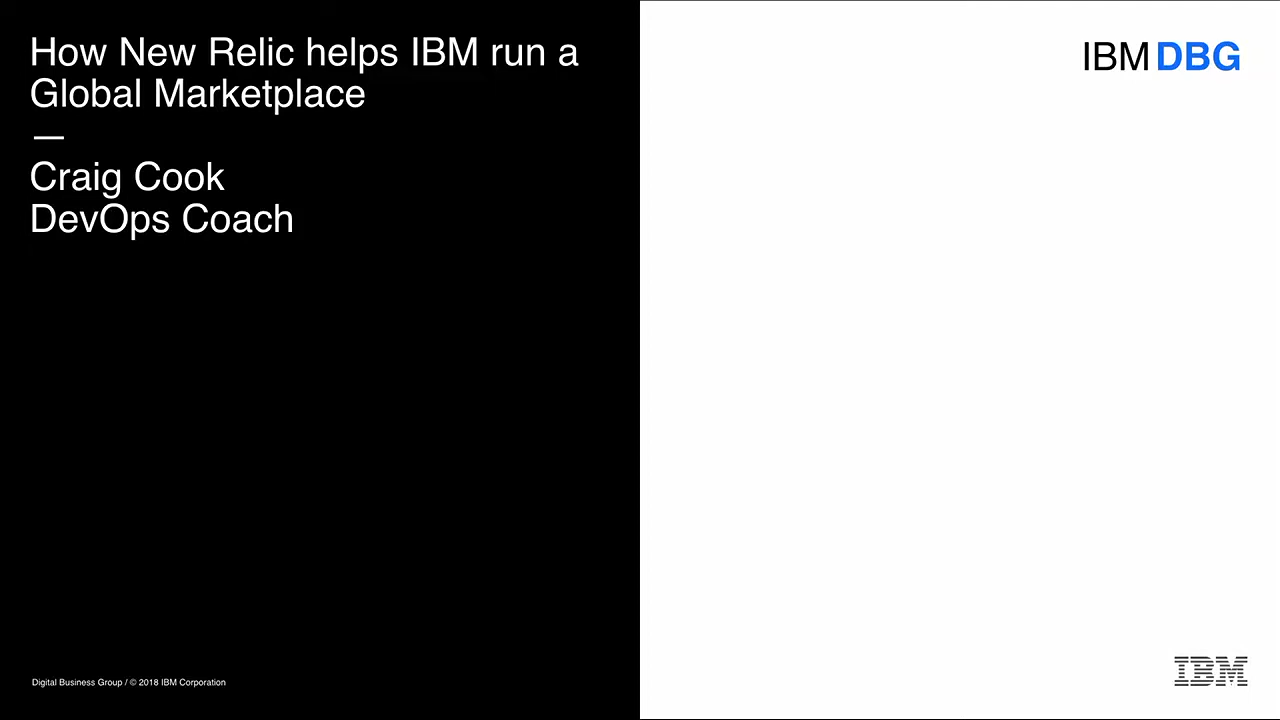 How New Relic helps IBM run a
Global Marketplace
—
Craig Cook
DevOps Coach
IBM DBG
Digital Business Group / © 2018 IBM Corporation
IBM